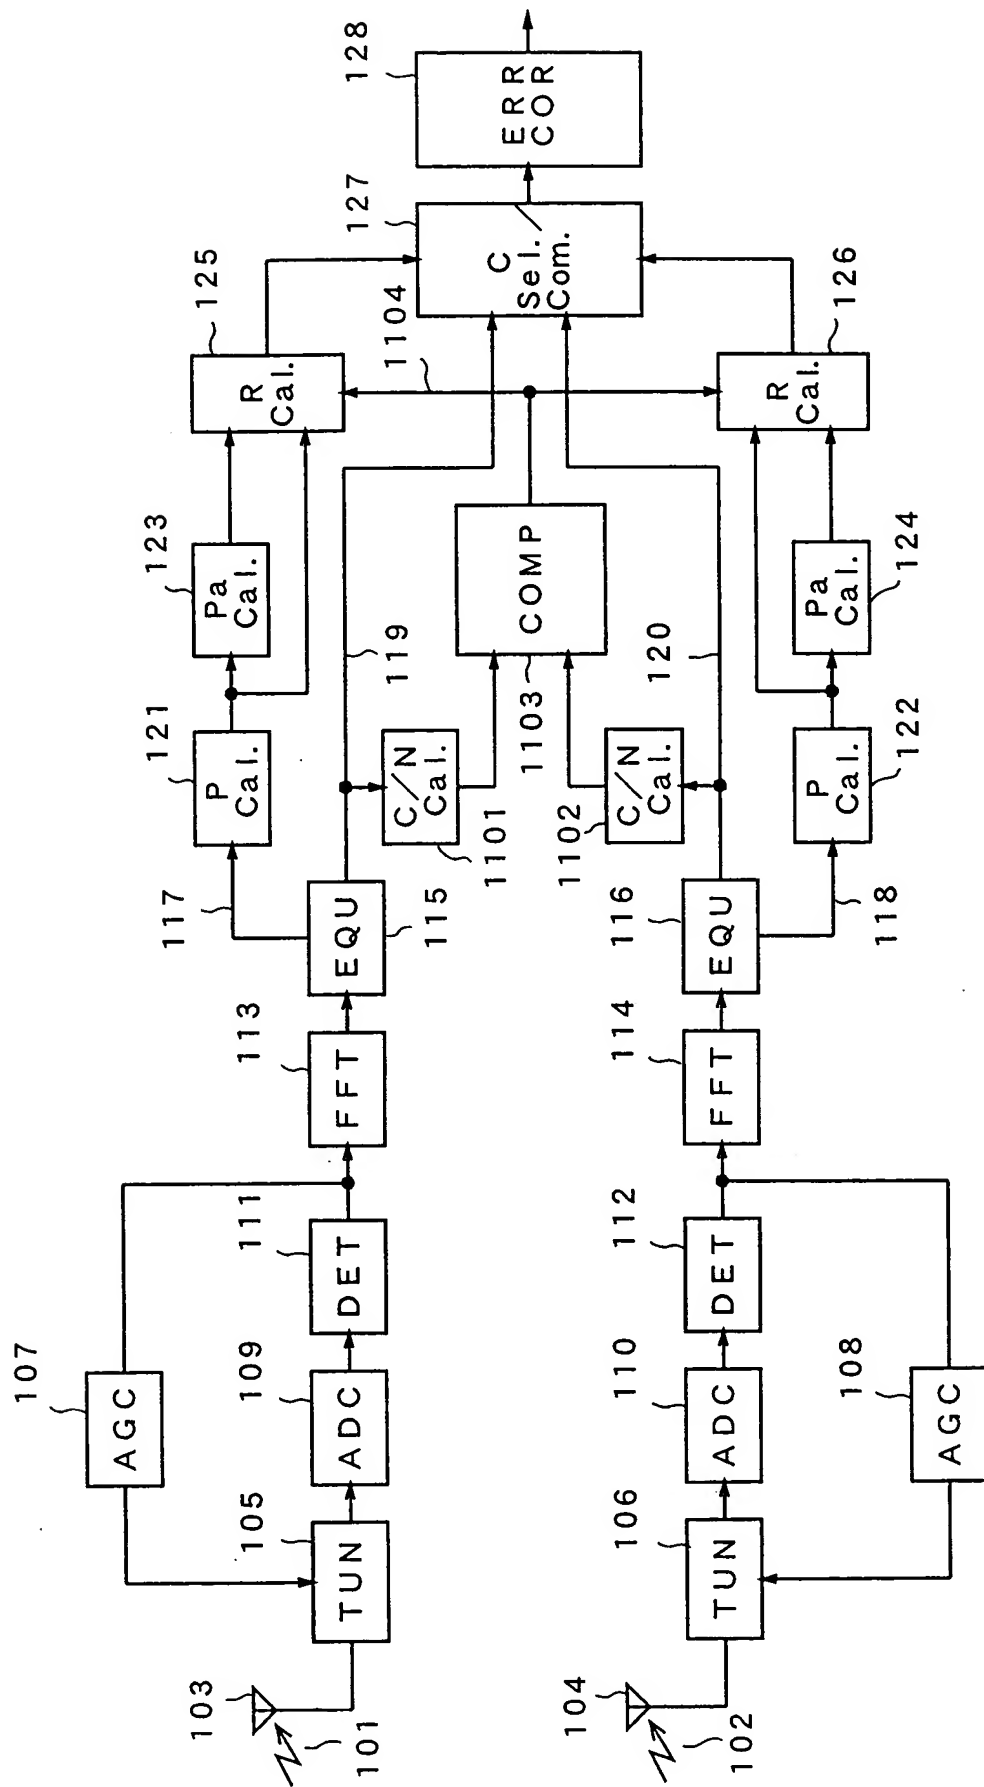 107
AGC
103
101
105
TUN
109
ADC
111
DET
113
FFT
115
EQU
117
121
P
Cal.
123
Pa
Cal.
125
R
Cal.
119
C/N
Cal.
1101
1103
COMP
1104
127
C
Sel./
Com.
128
ERR
COR
104
102
106
TUN
110
ADC
112
DET
108
AGC
114
FFT
116
EQU
118
1102
C/N
Cal.
120
122
P
Cal.
124
Pa
Cal.
126
R
Cal.